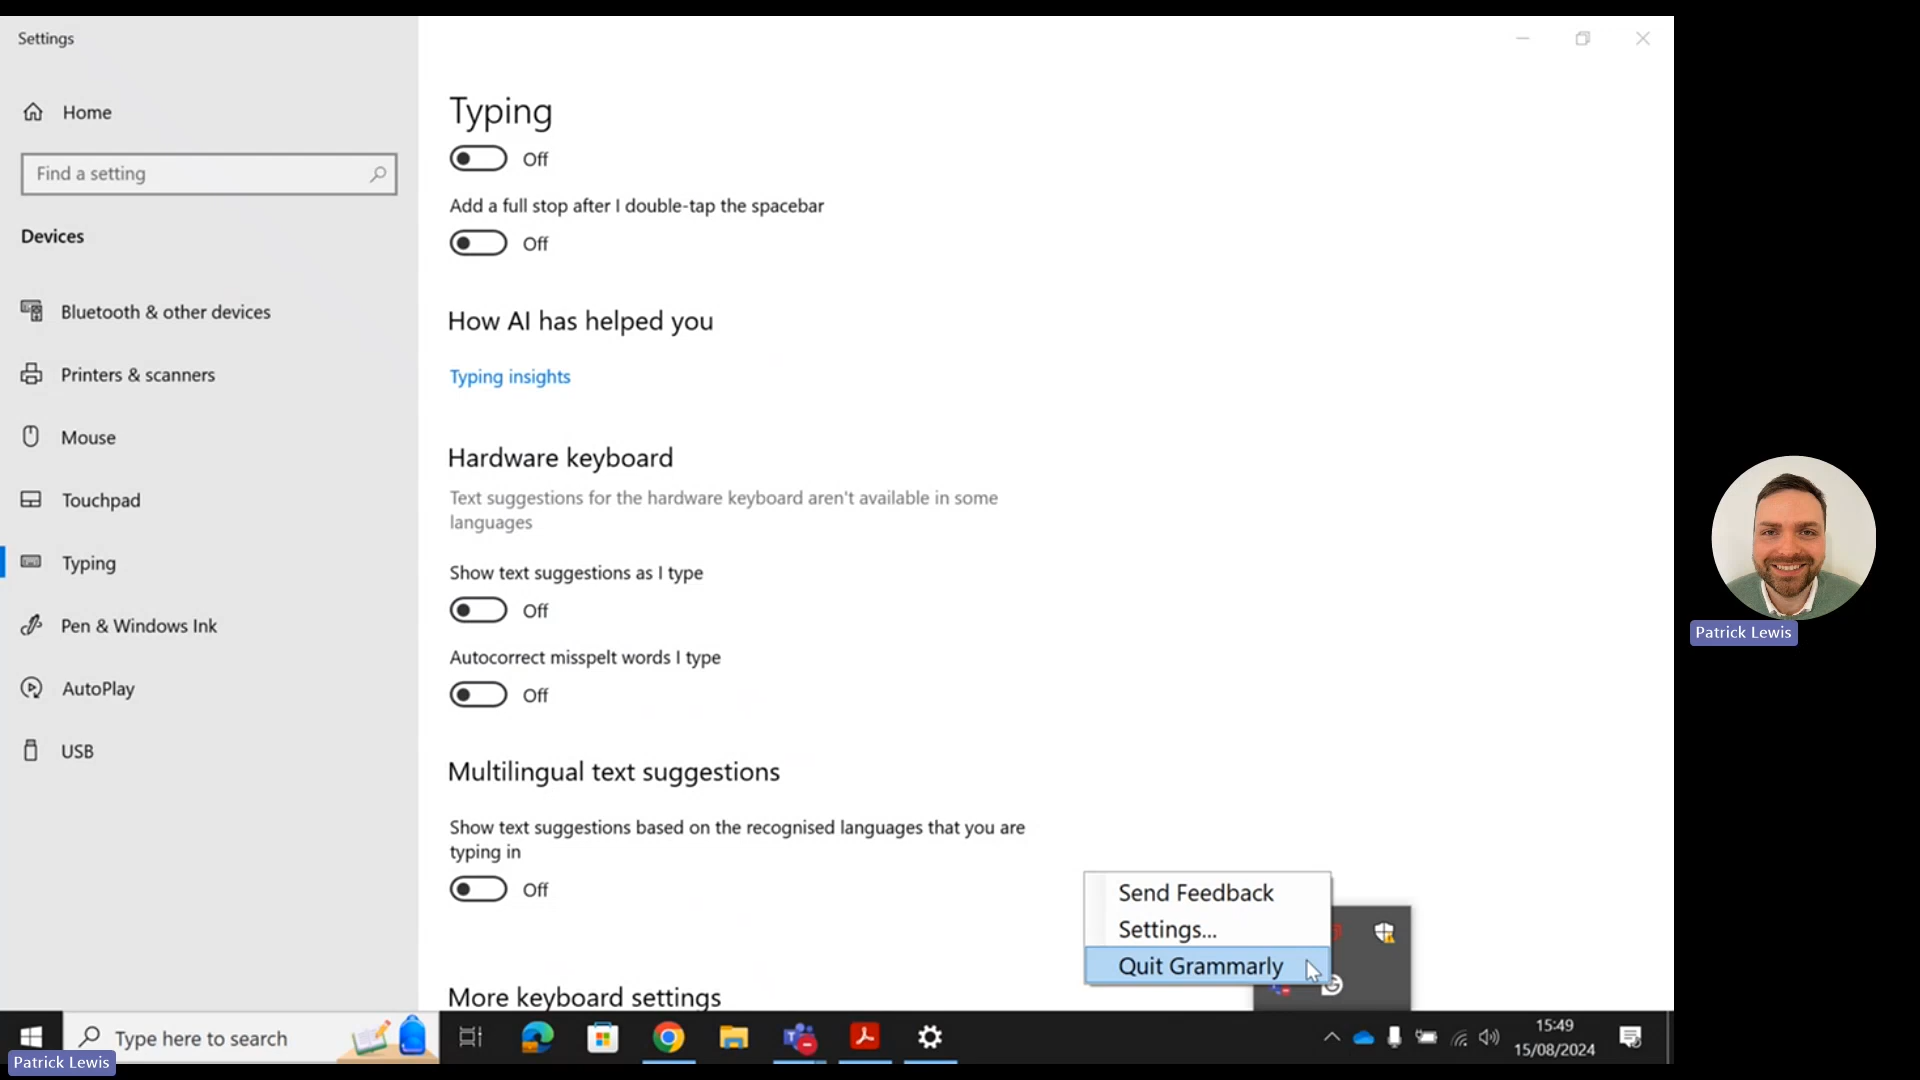 Settings
Home
Find a setting
Devices
Bluetooth & other devices
Printers & scanners
Mouse
Touchpad
Typing
Pen & Windows Ink
AutoPlay
USB
Typing
Off
Add a full stop after I double-tap the spacebar
Off
How AI has helped you
Typing insights
Hardware keyboard
Text suggestions for the hardware keyboard aren't available in some
languages
Show text suggestions as I type
Off
Autocorrect misspelt words I type
Off
Multilingual text suggestions
Show text suggestions based on the recognised languages that you are
typing in
Off
More keyboard settings
Send Feedback
Settings...
Quit Grammarly
Type here to search
15:49
15/08/2024
Patrick Lewis
Patrick Lewis